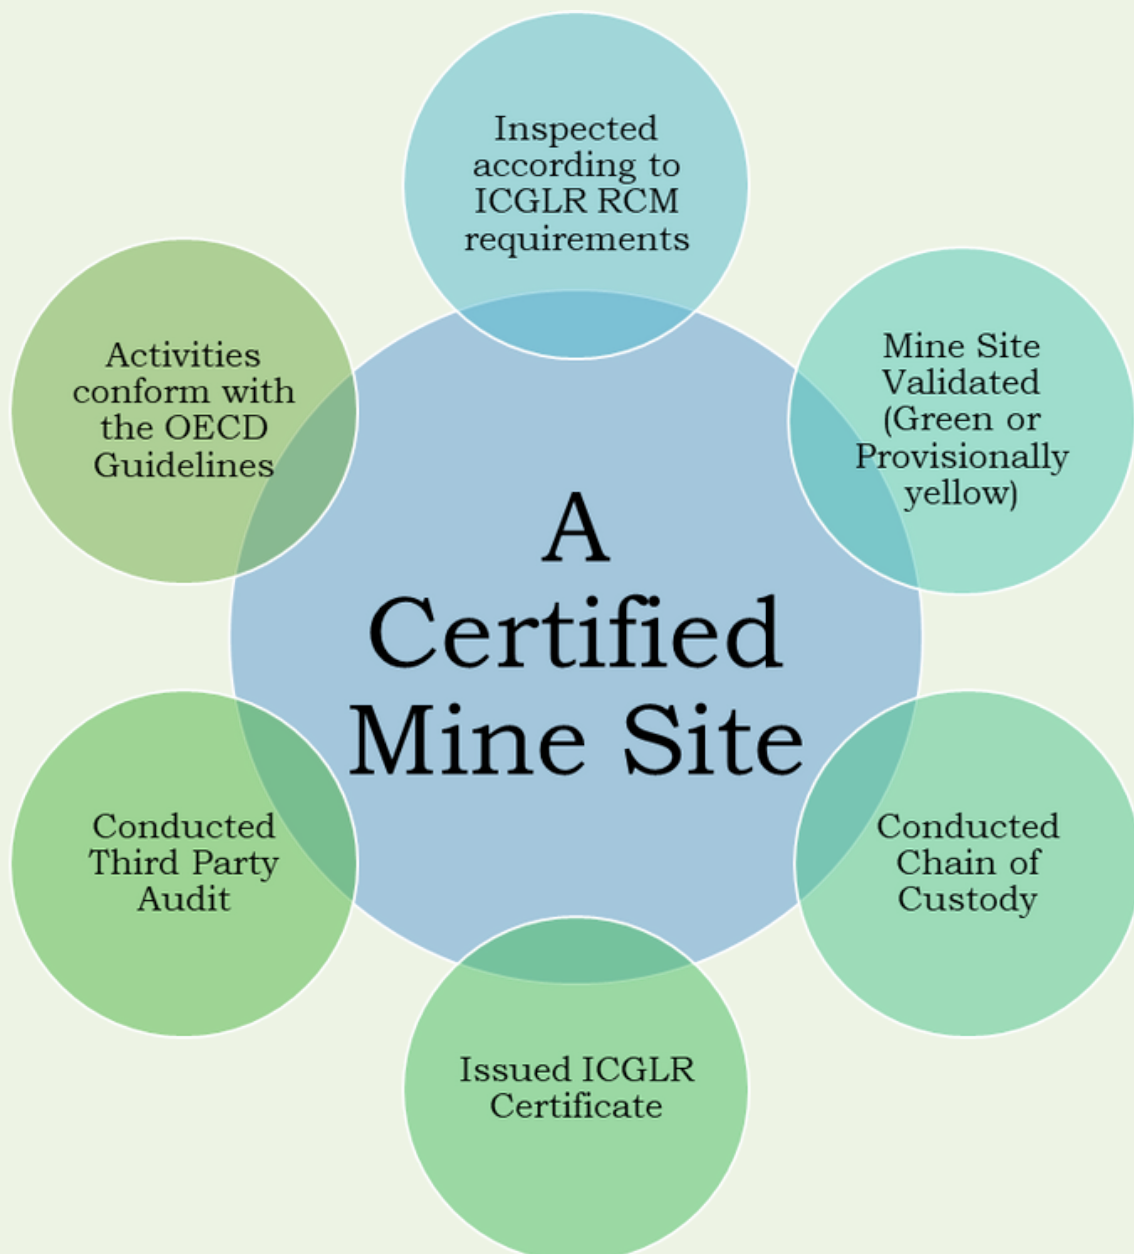 Inspected
according to
ICGLR RCM
requirements
Mine Site
Validated
(Green or
Provisionally
yellow)
Conducted
Chain of
Custody
Issued ICGLR
Certificate
Conducted
Third Party
Audit
Activities
conform with
the OECD
Guidelines
A
Certified
Mine Site